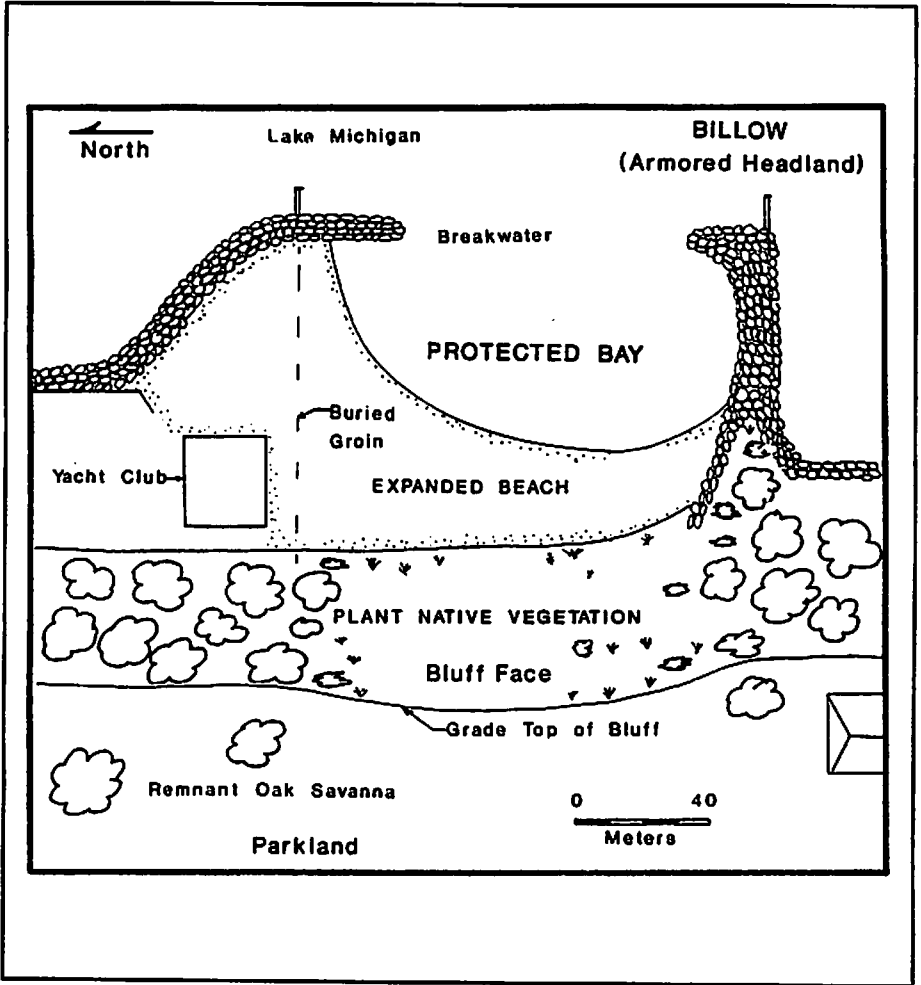 North
Lake Michigan
BILLOW
(Armored Headland)
Breakwater
PROTECTED BAY
Buried
Groin
Yacht Club
EXPANDED BEACH
PLANT NATIVE VEGETATION
Bluff Face
Grade Top of Bluff
Remnant Oak Savanna
0 40
Meters
Parkland